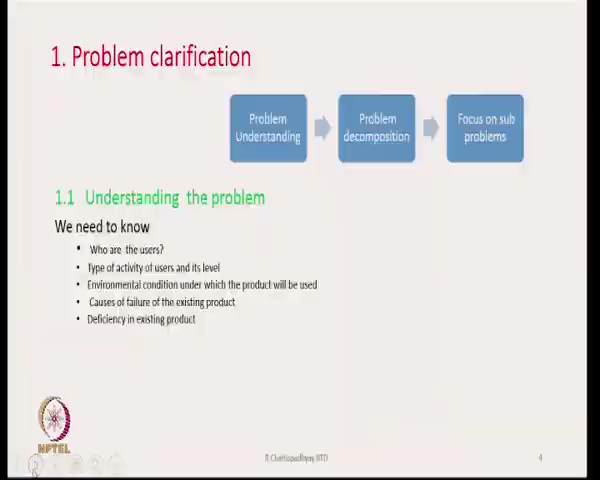 1. Problem clarification
Problem
Understanding
Problem
decomposition
Focus on sub
problems
1.1 Understanding the problem
We need to know
• Who are the users?
• Type of activity of users and its level
• Environmental condition under which the product will be used
• Causes of failure of the existing product
• Deficiency in existing product
NPTEL
R.Chattopadhyay IITD
4